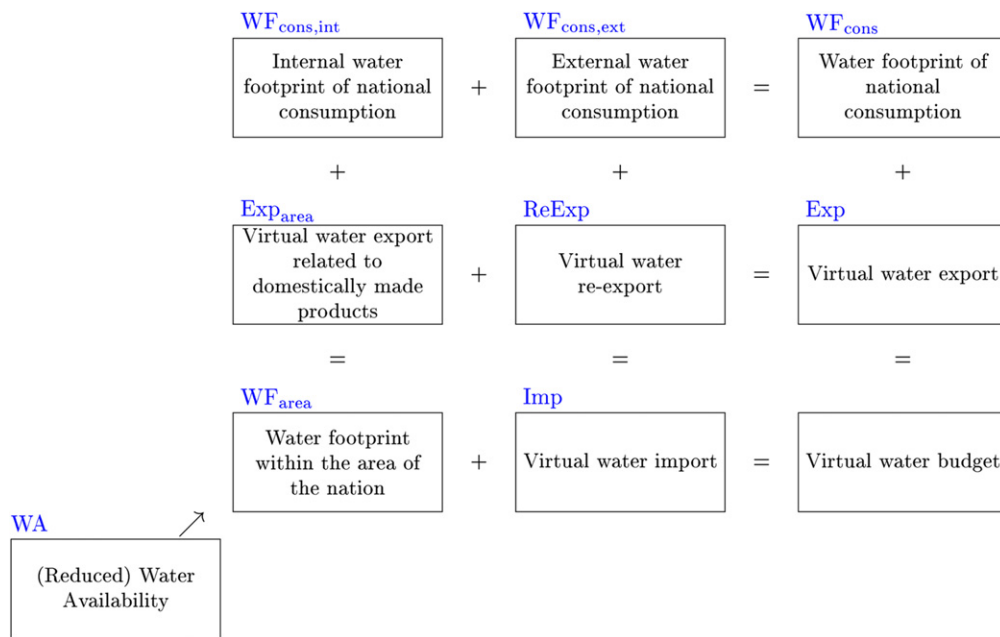 WFcons,int WFcons,ext WFcons
Internal water
footprint of national
consumption
+
External water
footprint of national
consumption
=
Water footprint of
national
consumption
+ + +
Exparea ReExp Exp
Virtual water export
related to
domestically made
products
+
Virtual water
re-export
=
Virtual water export
= = =
WFarea Imp
Water footprint
within the area of
the nation
+
Virtual water import
=
Virtual water budget
WA
(Reduced) Water
Availability